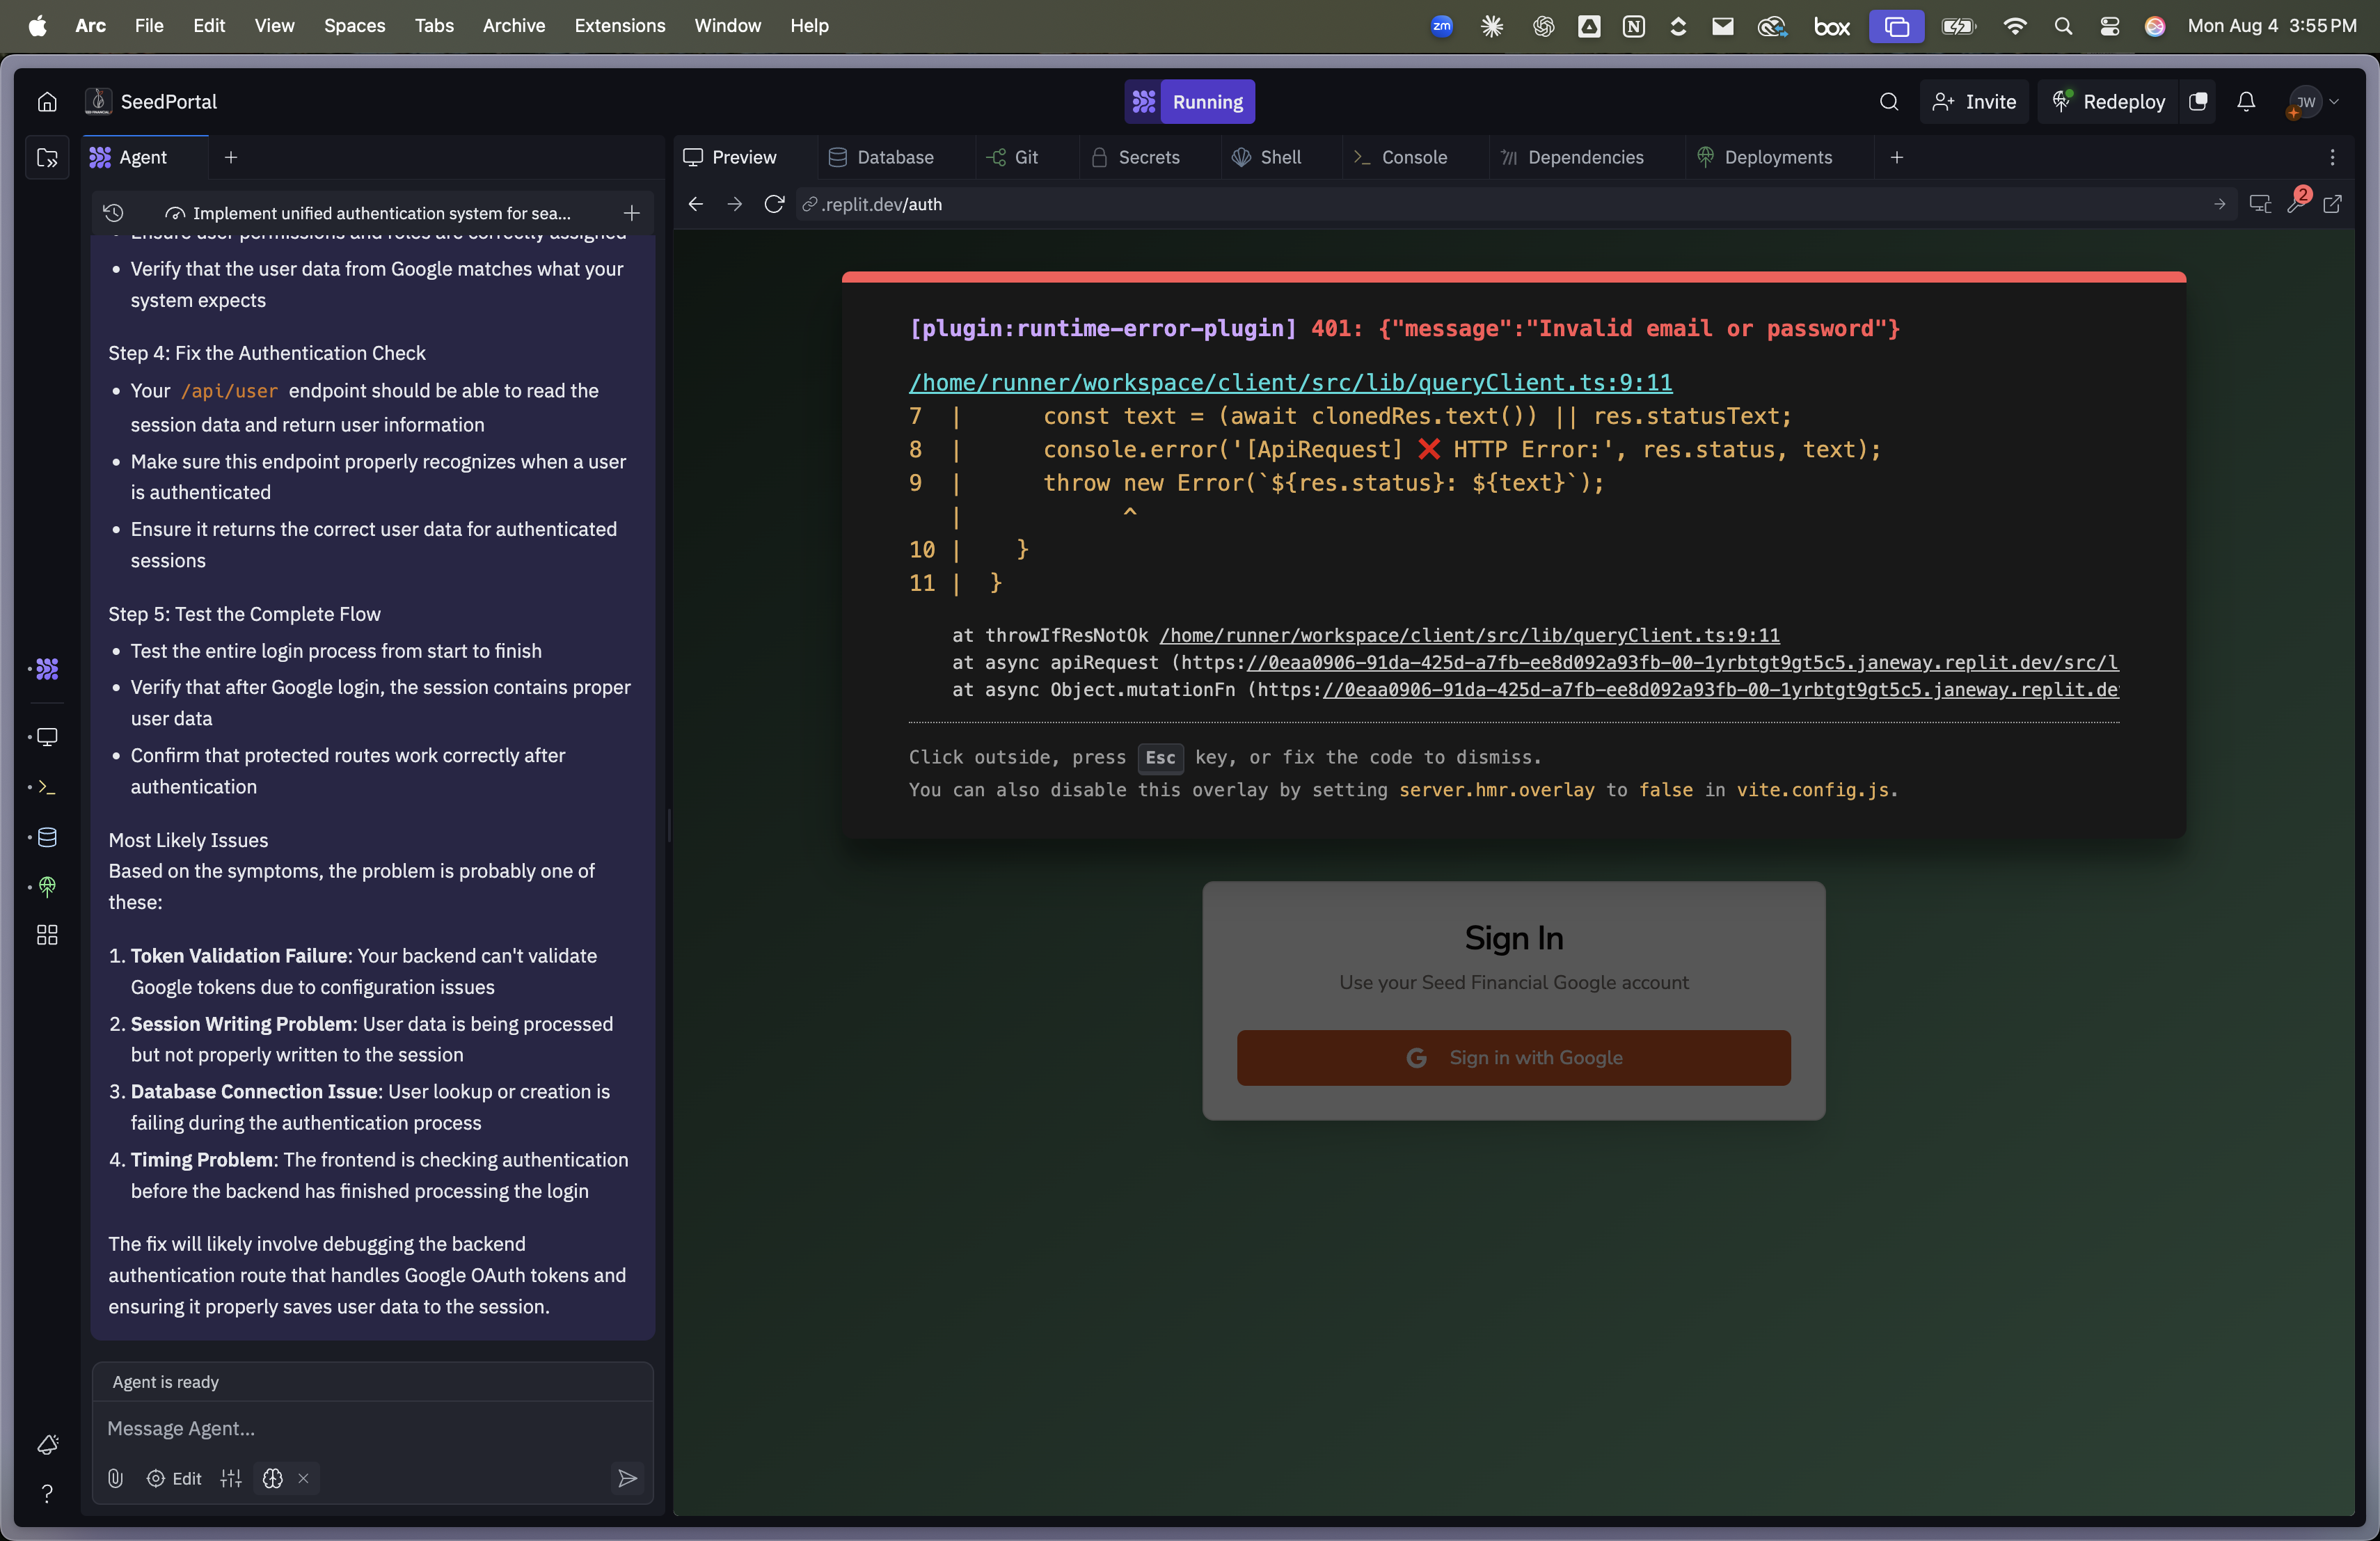 Arc File Edit View Spaces Tabs Archive Extensions Window Help zm box Mon Aug 4 3:55 PM
SeedPortal
Running
Invite
Redeploy
JW
Agent
Preview
Database
Git
Secrets
Shell
Console
Dependencies
Deployments
Implement unified authentication system for sea...
.replit.dev/auth
2
Ensure user permissions and roles are correctly assigned
• Verify that the user data from Google matches what your
system expects
Step 4: Fix the Authentication Check
• Your /api/user endpoint should be able to read the
session data and return user information
• Make sure this endpoint properly recognizes when a user
is authenticated
• Ensure it returns the correct user data for authenticated
sessions
Step 5: Test the Complete Flow
• Test the entire login process from start to finish
• Verify that after Google login, the session contains proper
user data
• Confirm that protected routes work correctly after
authentication
Most Likely Issues
Based on the symptoms, the problem is probably one of
these:
1. Token Validation Failure: Your backend can't validate
Google tokens due to configuration issues
2. Session Writing Problem: User data is being processed
but not properly written to the session
3. Database Connection Issue: User lookup or creation is
failing during the authentication process
4. Timing Problem: The frontend is checking authentication
before the backend has finished processing the login
The fix will likely involve debugging the backend
authentication route that handles Google OAuth tokens and
ensuring it properly saves user data to the session.
Agent is ready
Message Agent...
Edit
[plugin:runtime-error-plugin] 401: {"message":"Invalid email or password"}
/home/runner/workspace/client/src/lib/queryClient.ts:9:11
7 | const text = (await clonedRes.text()) || res.statusText;
8 | console.error('[ApiRequest] ❌ HTTP Error:', res.status, text);
9 | throw new Error(`${res.status}: ${text}`);
| ^
10 | }
11 | }
at throwIfResNotOk /home/runner/workspace/client/src/lib/queryClient.ts:9:11
at async apiRequest (https://0eaa0906-91da-425d-a7fb-ee8d092a93fb-00-1yrbtgt9gt5c5.janeway.replit.dev/src/l
at async Object.mutationFn (https://0eaa0906-91da-425d-a7fb-ee8d092a93fb-00-1yrbtgt9gt5c5.janeway.replit.de
Click outside, press Esc key, or fix the code to dismiss.
You can also disable this overlay by setting server.hmr.overlay to false in vite.config.js.
Sign In
Use your Seed Financial Google account
G Sign in with Google